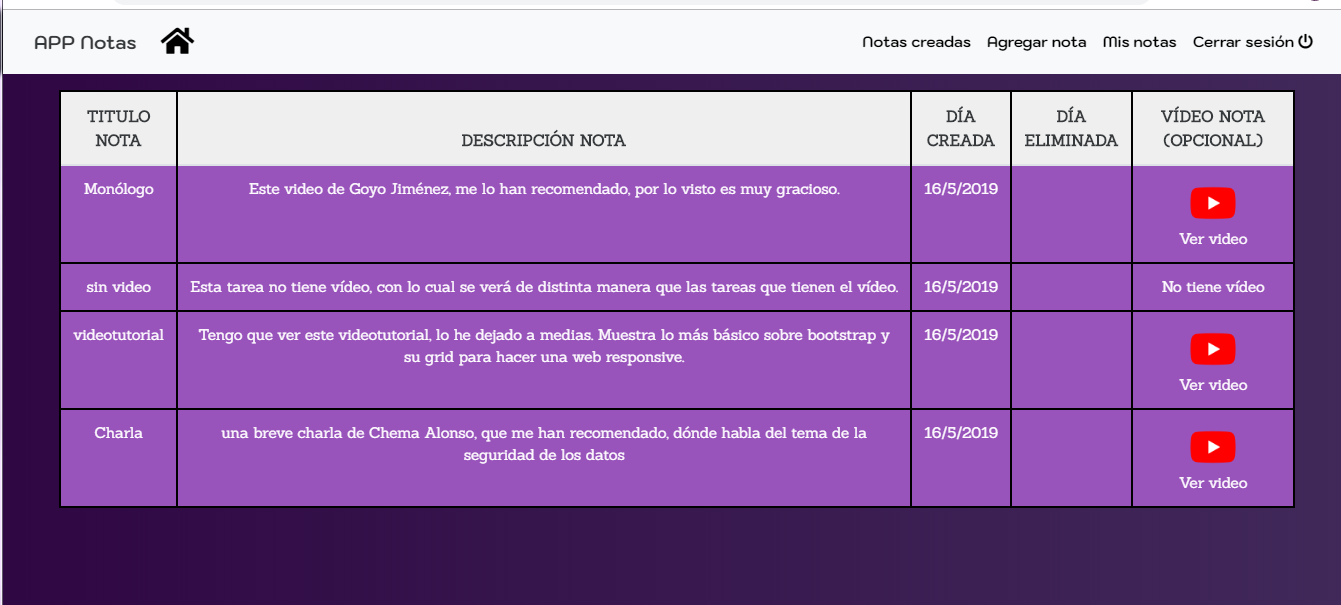 APP Notas
Notas creadas Agregar nota Mis notas Cerrar sesión
TITULO NOTA
DESCRIPCIÓN NOTA
DÍA CREADA
DÍA ELIMINADA
VÍDEO NOTA (OPCIONAL)
Monólogo
Este video de Goyo Jiménez, me lo han recomendado, por lo visto es muy gracioso.
16/5/2019
Ver video
sin video
Esta tarea no tiene vídeo, con lo cual se verá de distinta manera que las tareas que tienen el vídeo.
16/5/2019
No tiene vídeo
videotutorial
Tengo que ver este videotutorial, lo he dejado a medias. Muestra lo más básico sobre bootstrap y
su grid para hacer una web responsive.
16/5/2019
Ver video
Charla
una breve charla de Chema Alonso, que me han recomendado, dónde habla del tema de la
seguridad de los datos
16/5/2019
Ver video